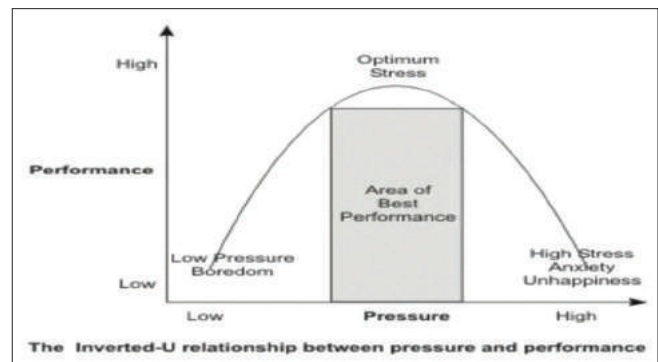 High
Optimum
Stress
Performance
Area of
Best
Performance
Low Pressure
Boredom
High Stress
Anxiety
Unhappiness
Low
Low
Pressure
High
The Inverted-U relationship between pressure and performance